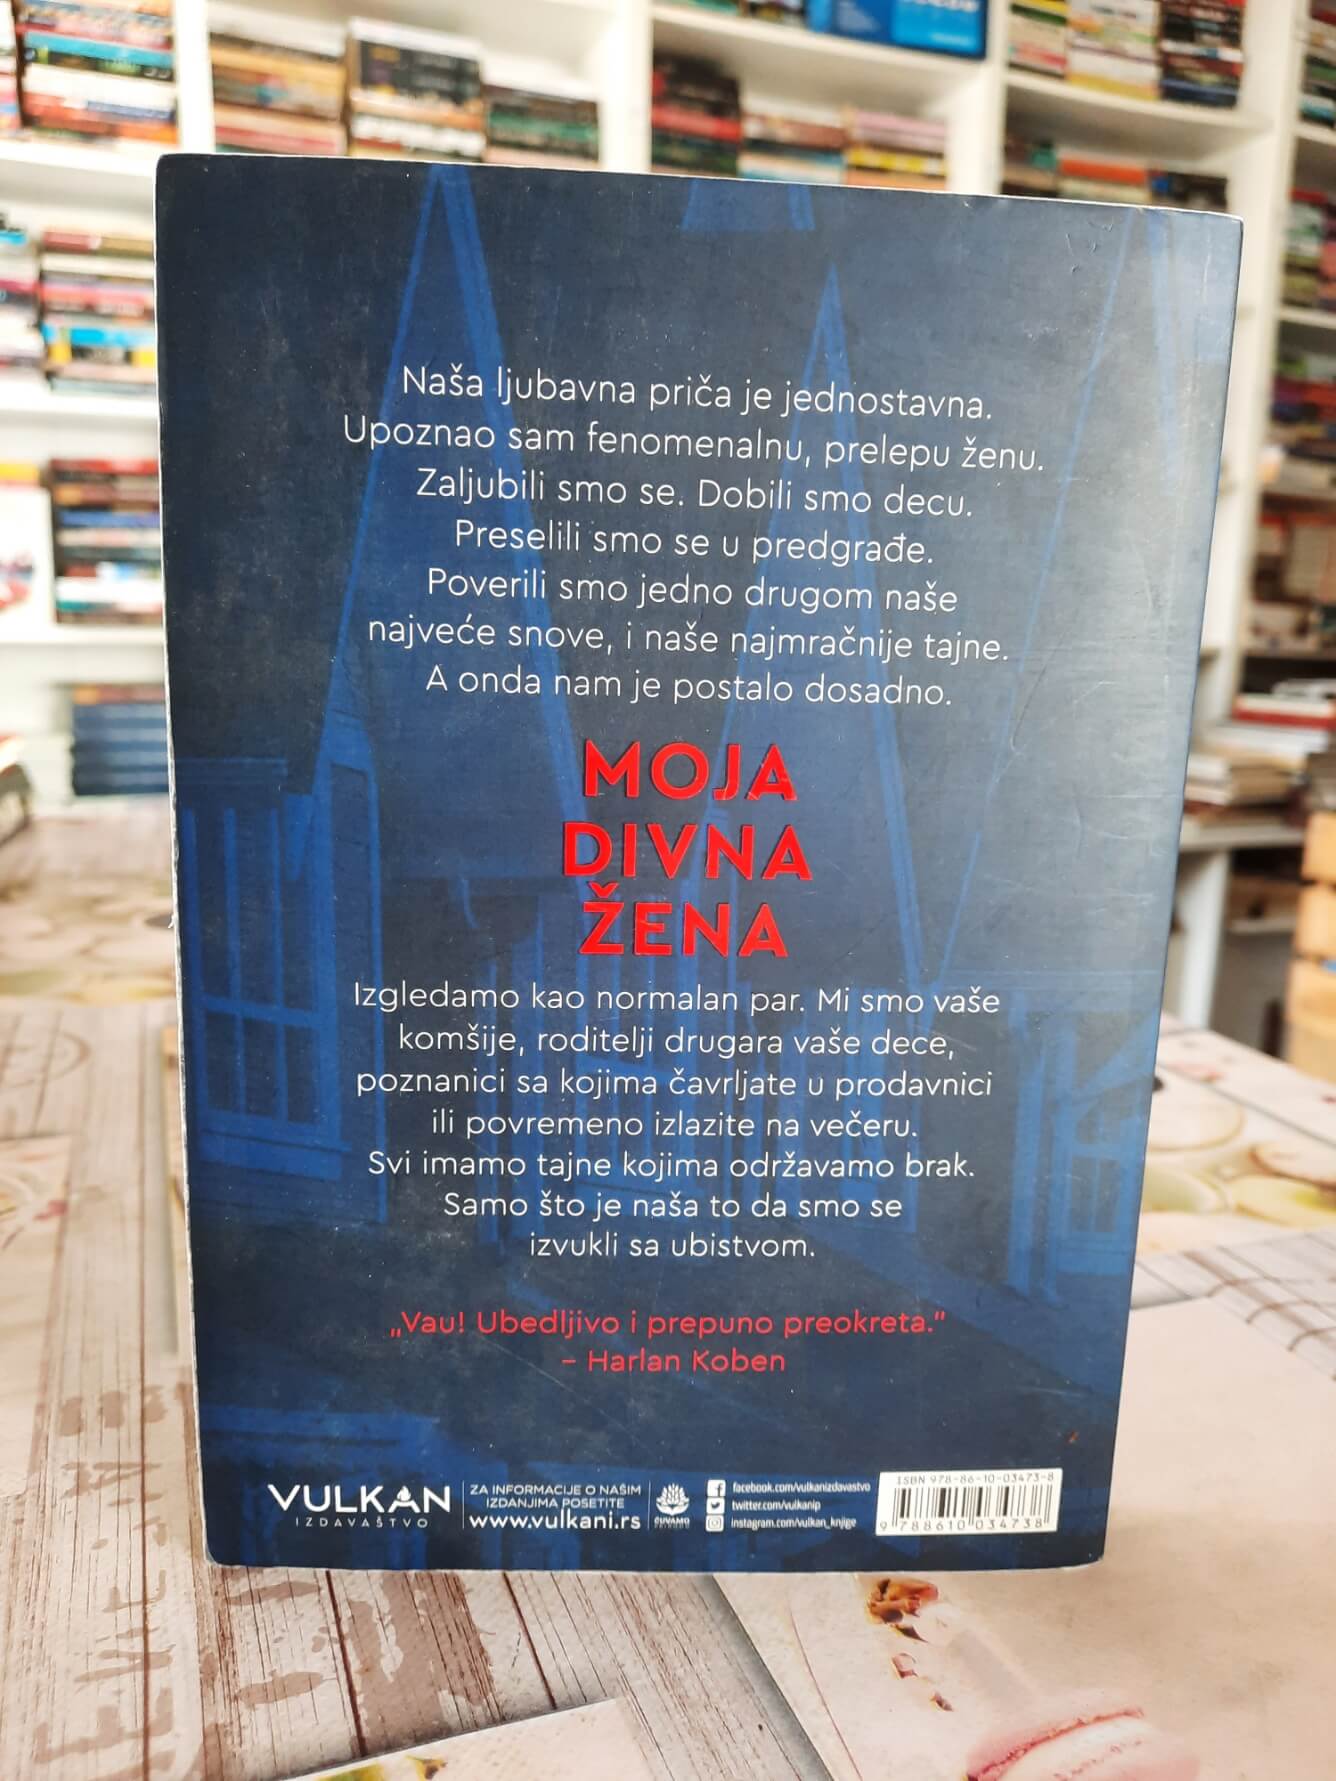 Naša ljubavna priča je jednostavna.
Upoznao sam fenomenalnu, prelepu ženu.
Zaljubili smo se. Dobili smo decu.
Preselili smo se u predgrađe.
Poverili smo jedno drugom naše
najveće snove, i naše najmračnije tajne.
A onda nam je postalo dosadno.
MOJA
DIVNA
ŽENA
Izgledamo kao normalan par. Mi smo vaše
komšije, roditelji drugara vaše dece,
poznanici sa kojima čavrljate u prodavnici
ili povremeno izlazite na večeru.
Svi imamo tajne kojima održavamo brak.
Samo što je naša to da smo se
izvukli sa ubistvom.
„Vau! Ubedljivo i prepuno preokreta.”
– Harlan Koben
VULKAN
IZDAVAŠTVO
ZA INFORMACIJE O NAŠIM
IZDANJIMA POSETITE
www.vulkani.rs
ČUVAMO
facebook.com/vulkanizdavastvo
twitter.com/vulkanip
instagram.com/vulkan_knjige
ISBN 978-86-10-03473-8
9 788610 034738